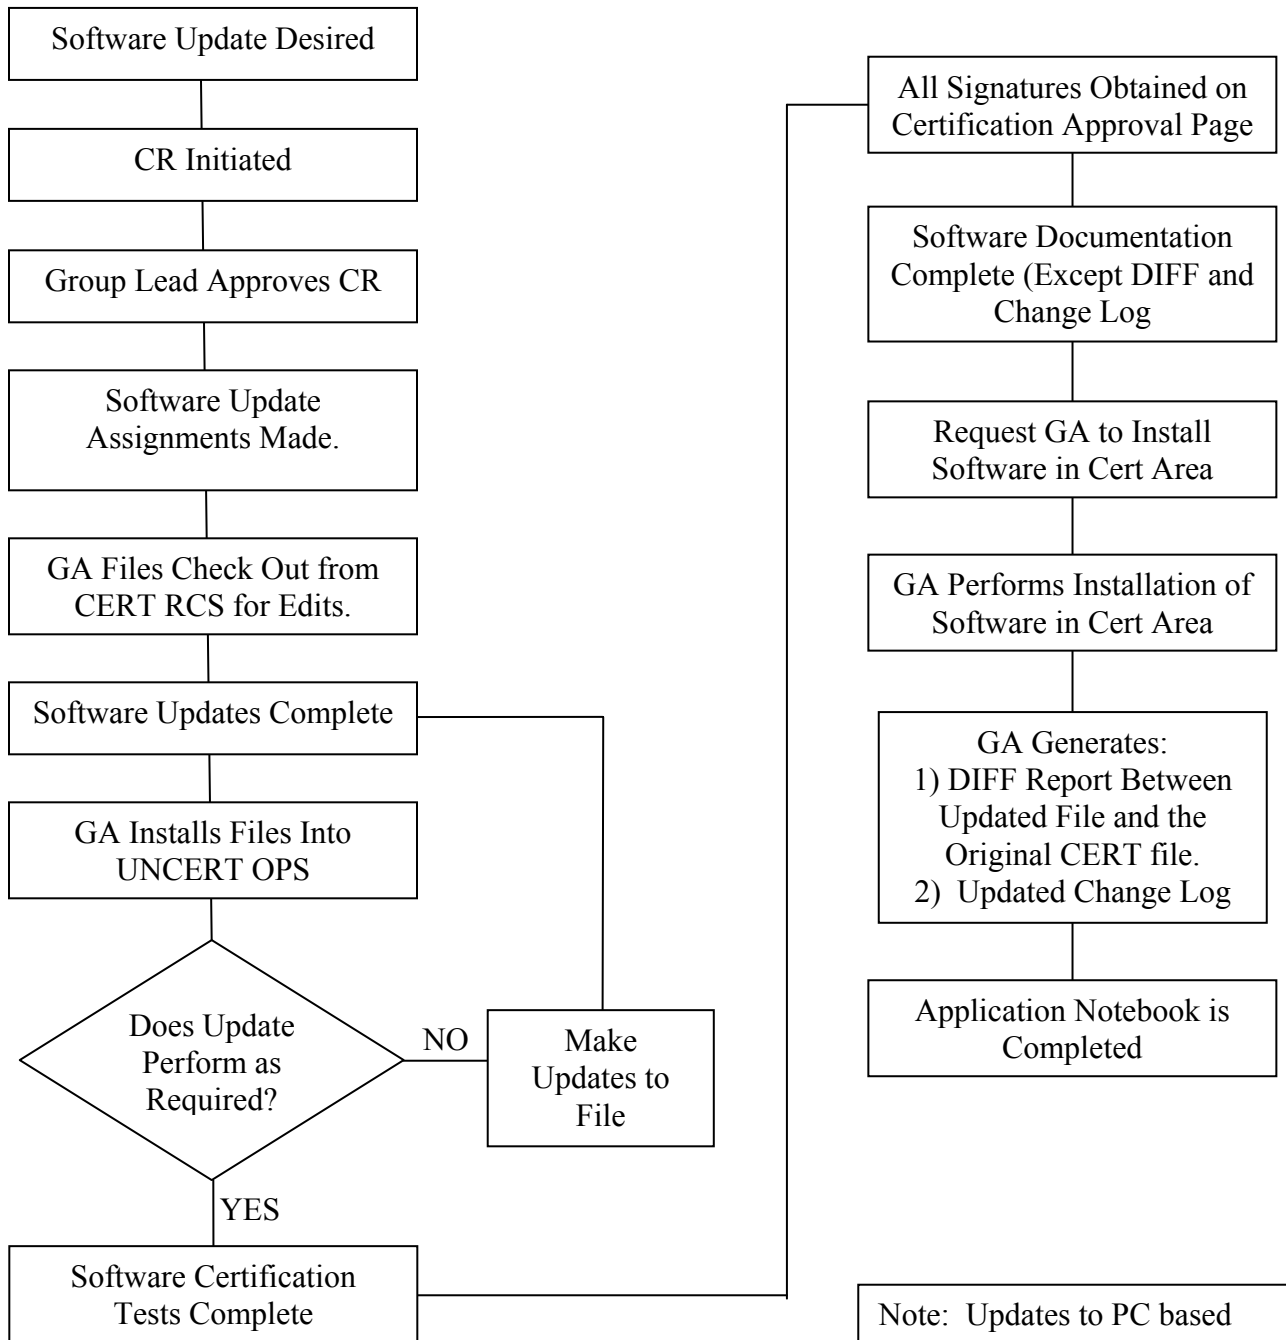 Software Update Desired
CR Initiated
Group Lead Approves CR
Software Update
Assignments Made.
GA Files Check Out from
CERT RCS for Edits.
Software Updates Complete
GA Installs Files Into
UNCERT OPS
Does Update
Perform as
Required?
NO
Make
Updates to
File
YES
Software Certification
Tests Complete
All Signatures Obtained on
Certification Approval Page
Software Documentation
Complete (Except DIFF and
Change Log
Request GA to Install
Software in Cert Area
GA Performs Installation of
Software in Cert Area
GA Generates:
1) DIFF Report Between
Updated File and the
Original CERT file.
2) Updated Change Log
Application Notebook is
Completed
Note: Updates to PC based